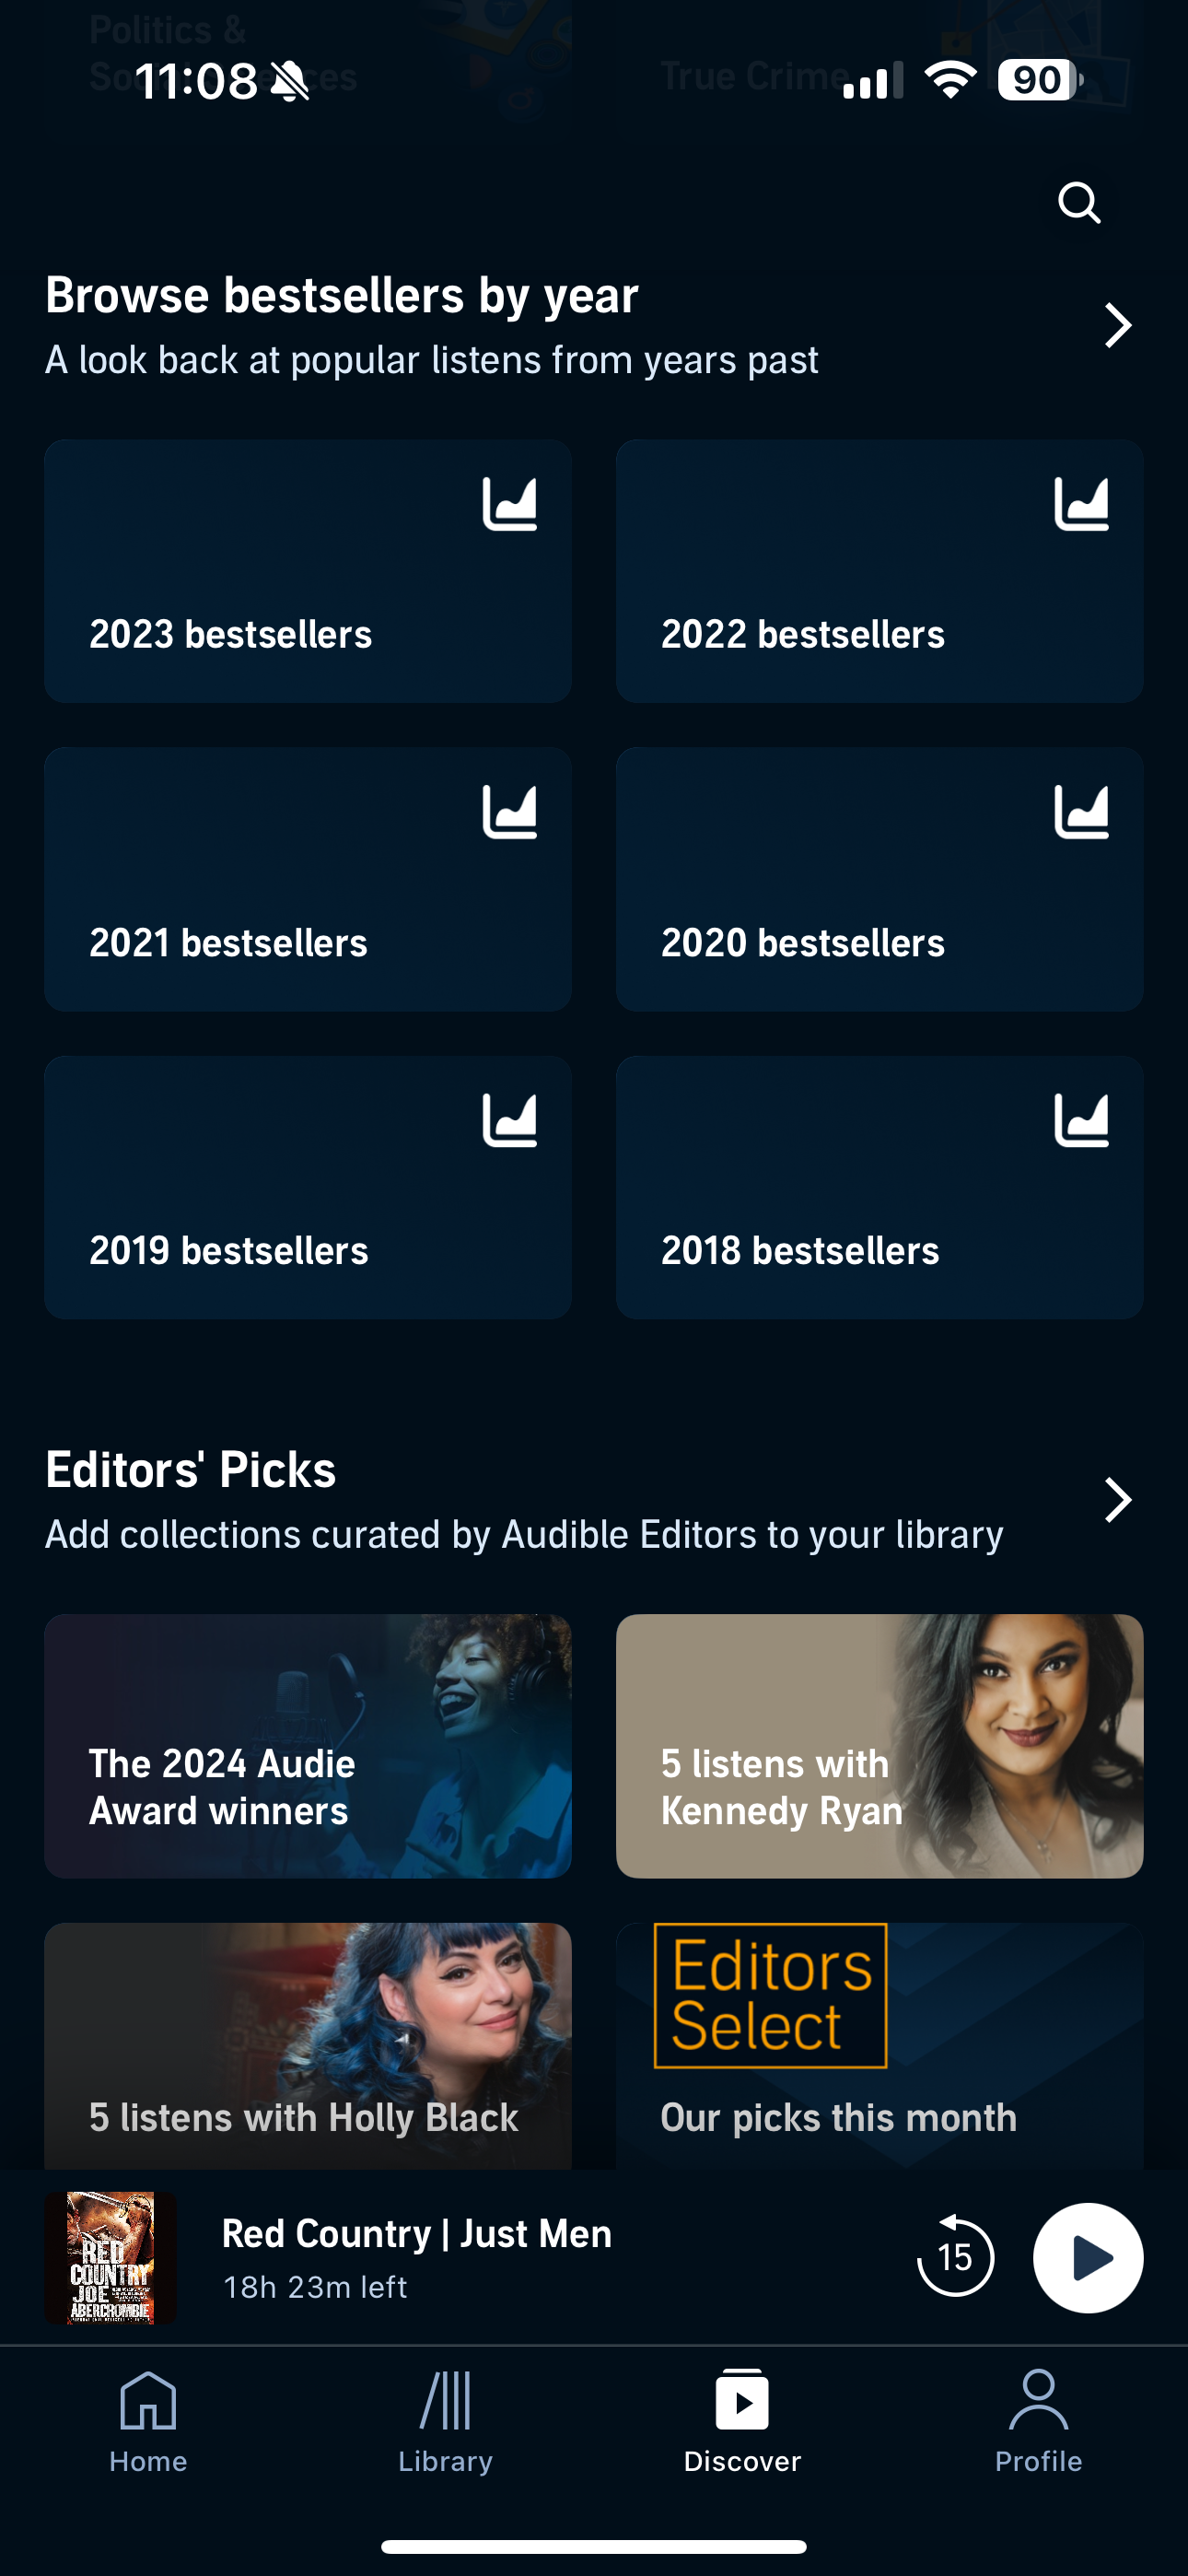 Politics &
Social Sciences
True Crime
11:08
90
Browse bestsellers by year
A look back at popular listens from years past
2023 bestsellers
2022 bestsellers
2021 bestsellers
2020 bestsellers
2019 bestsellers
2018 bestsellers
Editors' Picks
Add collections curated by Audible Editors to your library
The 2024 Audie
Award winners
5 listens with
Kennedy Ryan
5 listens with Holly Black
Editors
Select
Our picks this month
RED
COUNTRY
JOE
ABERCROMBIE
Red Country | Just Men
18h 23m left
15
Home
Library
Discover
Profile